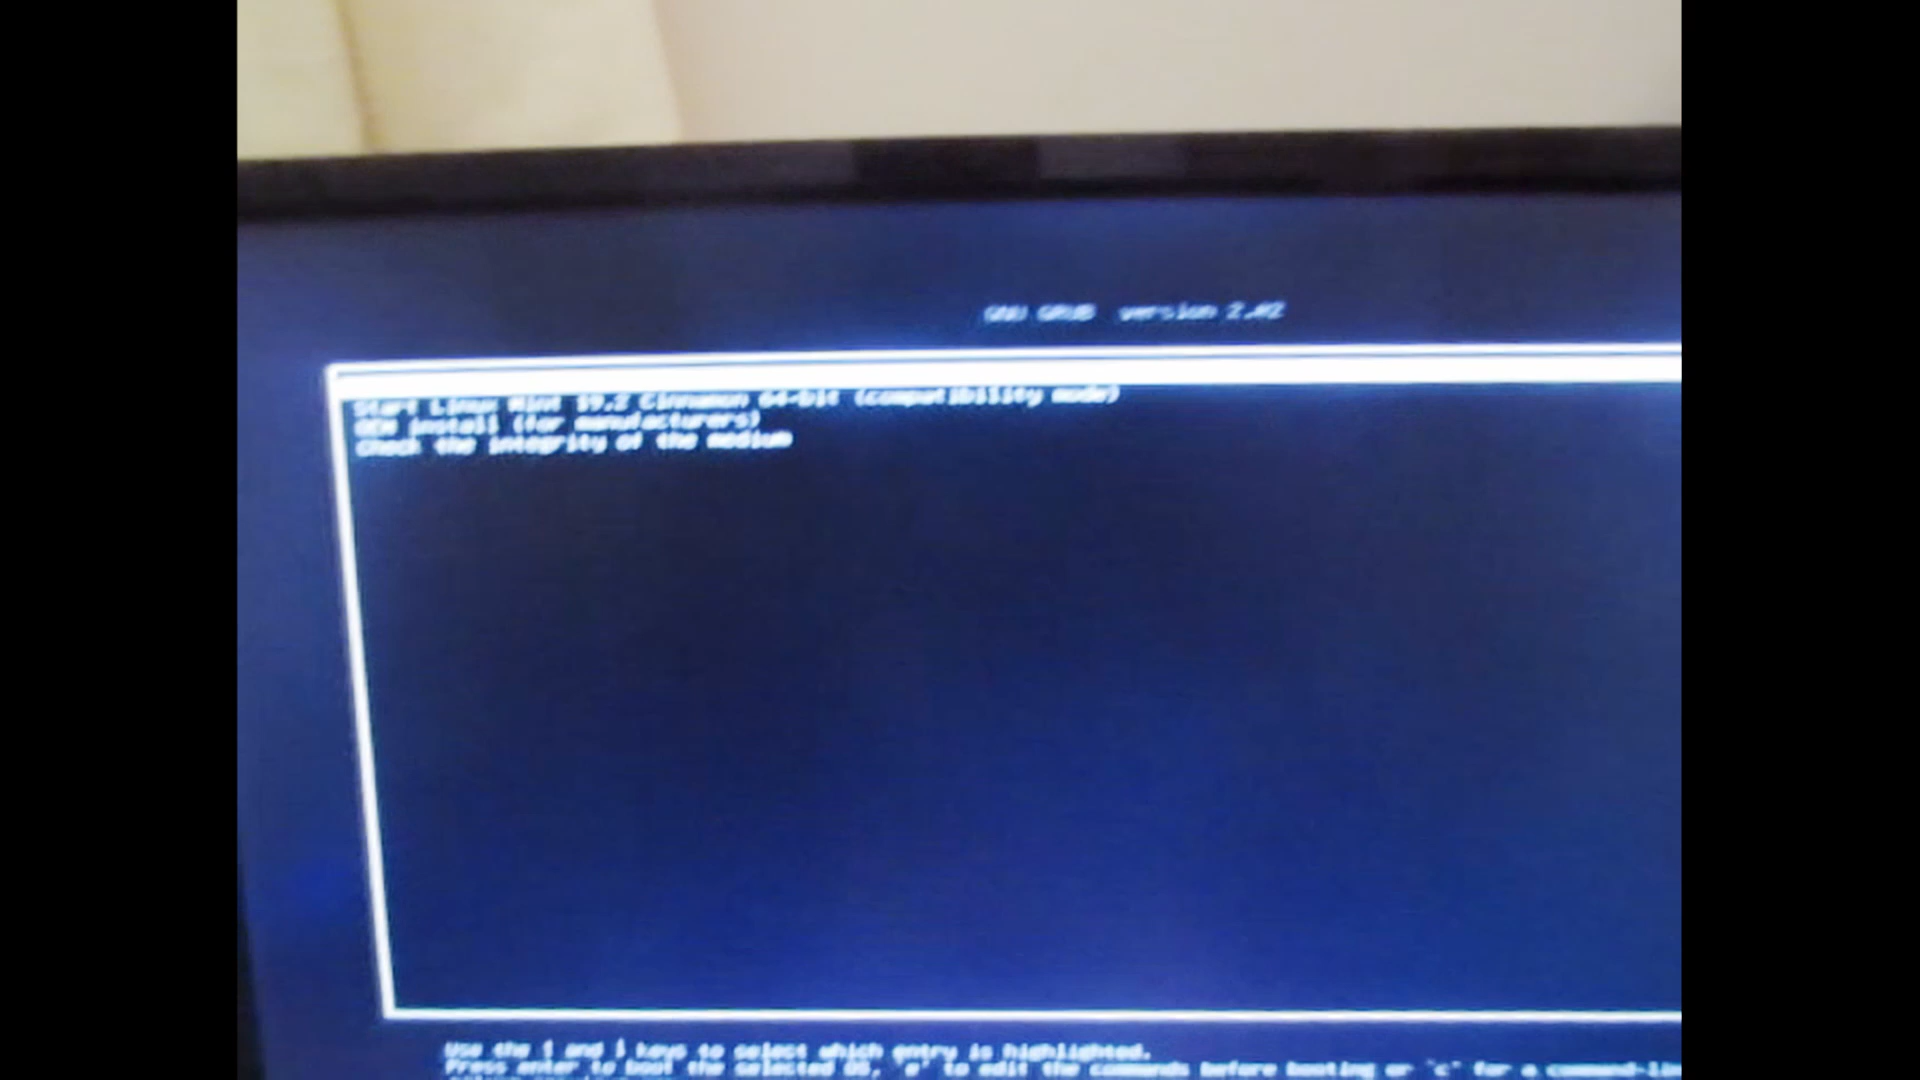 GNU GRUB version 2.02
Start Linux Mint 19.2 Cinnamon 64-bit (compatibility mode)
OEM install (for manufacturers)
Check the integrity of the medium
Use the ↑ and ↓ keys to select which entry is highlighted.
Press enter to boot the selected OS, `e' to edit the commands before booting or `c' for a